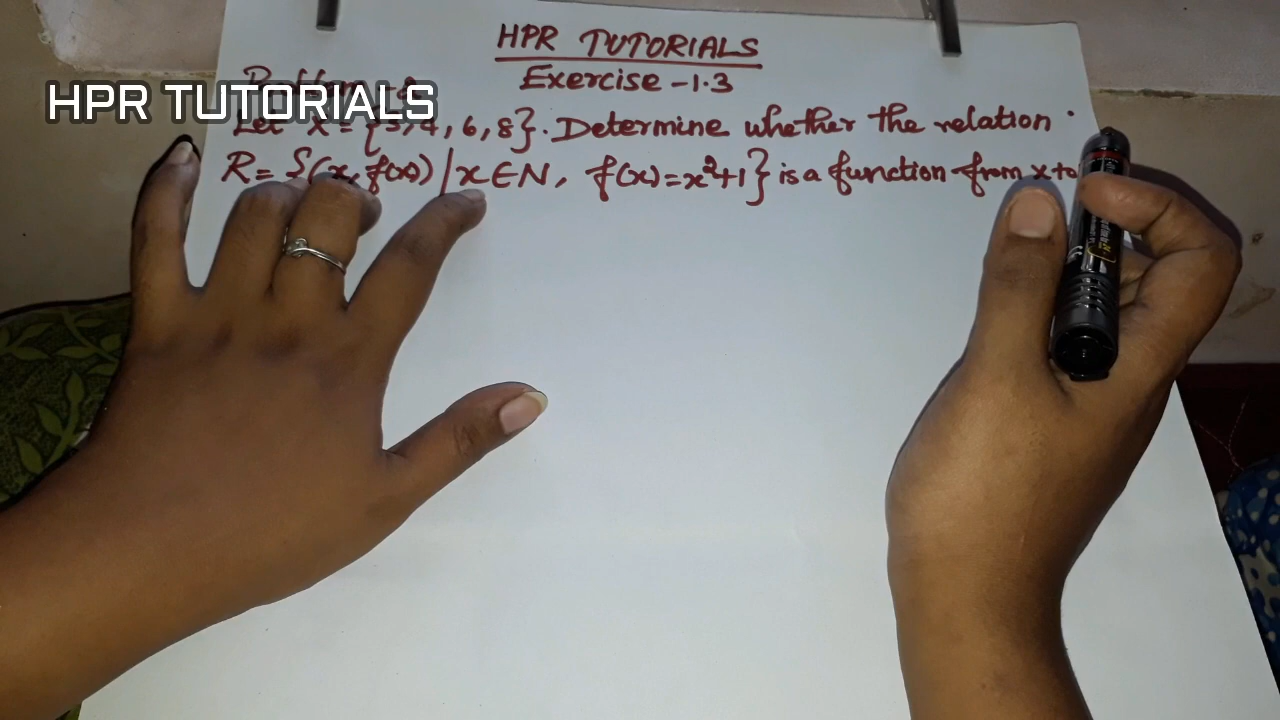 HPR TUTORIALS
Exercise - 1.3
HPR TUTORIALS
Let X = {3, 4, 6, 8}. Determine whether the relation
R = {(x, f(x)) | x ∈ N, f(x) = x²+1} is a function from x to